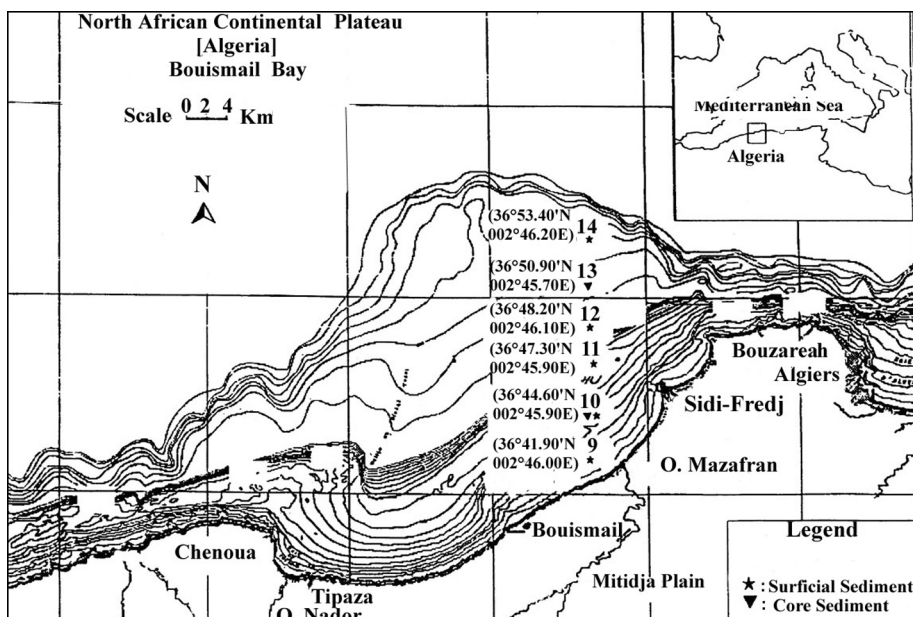 North African Continental Plateau
[Algeria]
Bouismail Bay
Scale 0 2 4 Km
N
Mediterranean Sea
Algeria
(36°53.40'N
002°46.20E) 14
(36°50.90'N
002°45.70E) 13
(36°48.20'N
002°46.10E) 12
(36°47.30'N
002°45.90E) 11
(36°44.60'N
002°45.90E) 10
(36°41.90'N
002°46.00E) 9
Bouzareah
Algiers
Sidi-Fredj
O. Mazafran
Bouismail
Chenoua
Mitidja Plain
Tipaza
O. Nador
Legend
★ : Surficial Sediment
▼ : Core Sediment